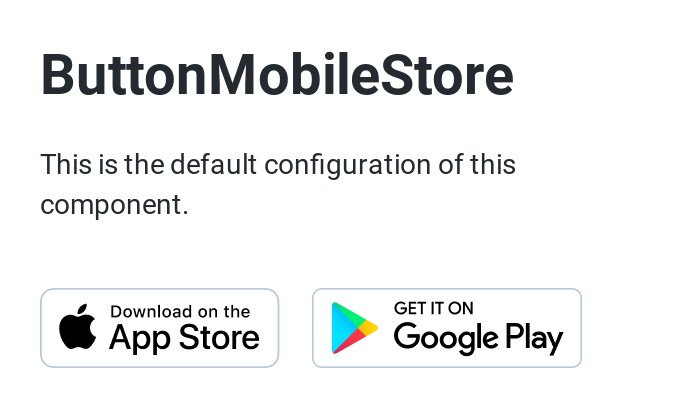 ButtonMobileStore
This is the default configuration of this
component.
Download on the
App Store
GET IT ON
Google Play